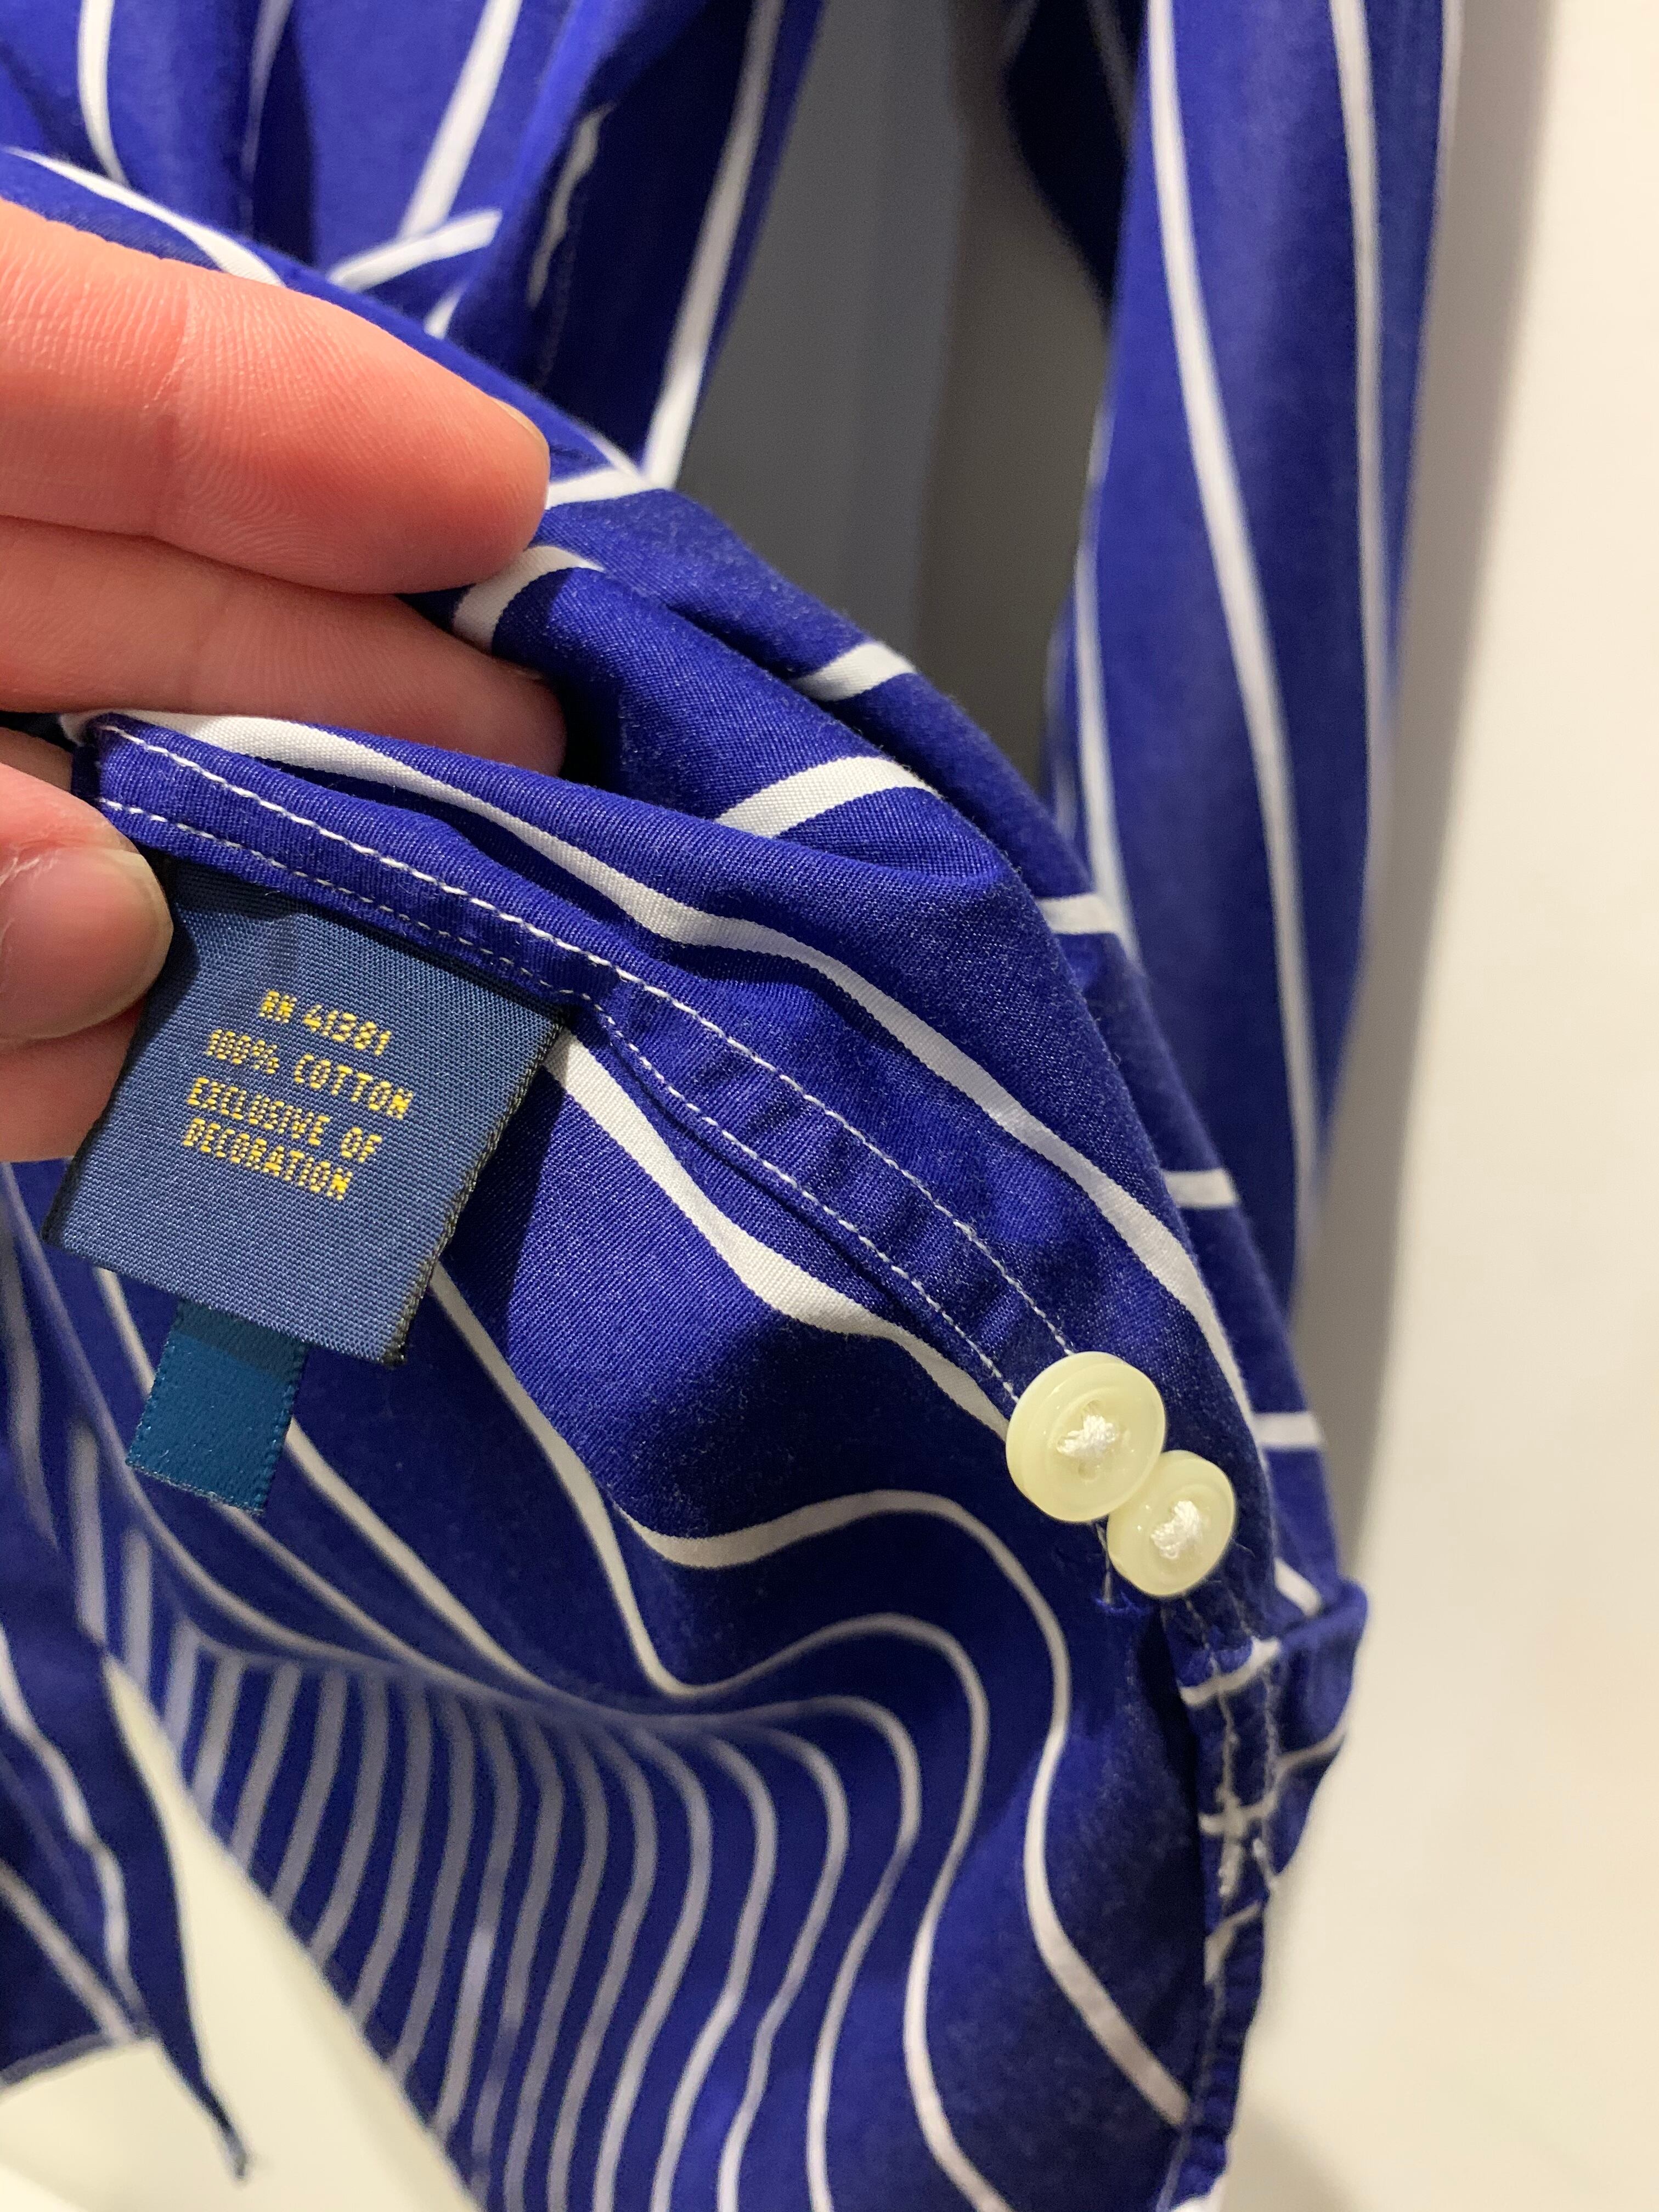 RN 41381
100% COTTON
EXCLUSIVE OF
DECORATION